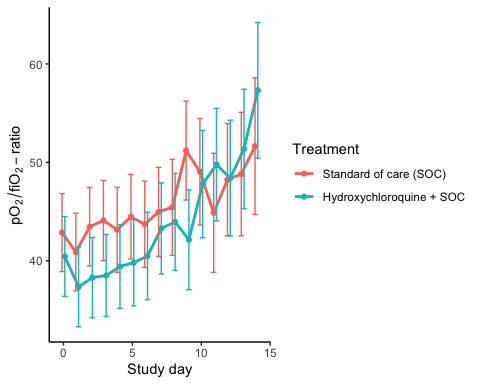 pO2/fiO2 – ratio
60
50
40
0 5 10 15
Study day
Treatment
Standard of care (SOC)
Hydroxychloroquine + SOC